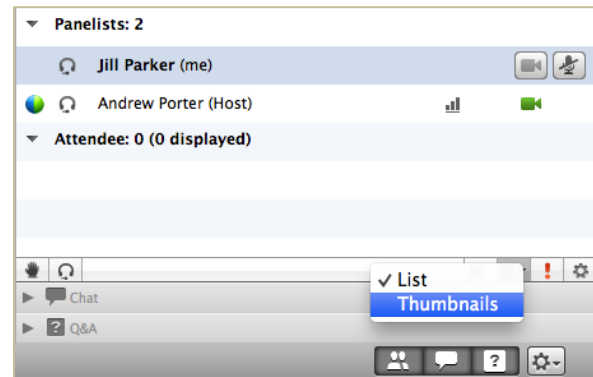 Panelists: 2
Jill Parker (me)
Andrew Porter (Host)
Attendee: 0 (0 displayed)
✓ List
Thumbnails
Chat
? Q&A
?